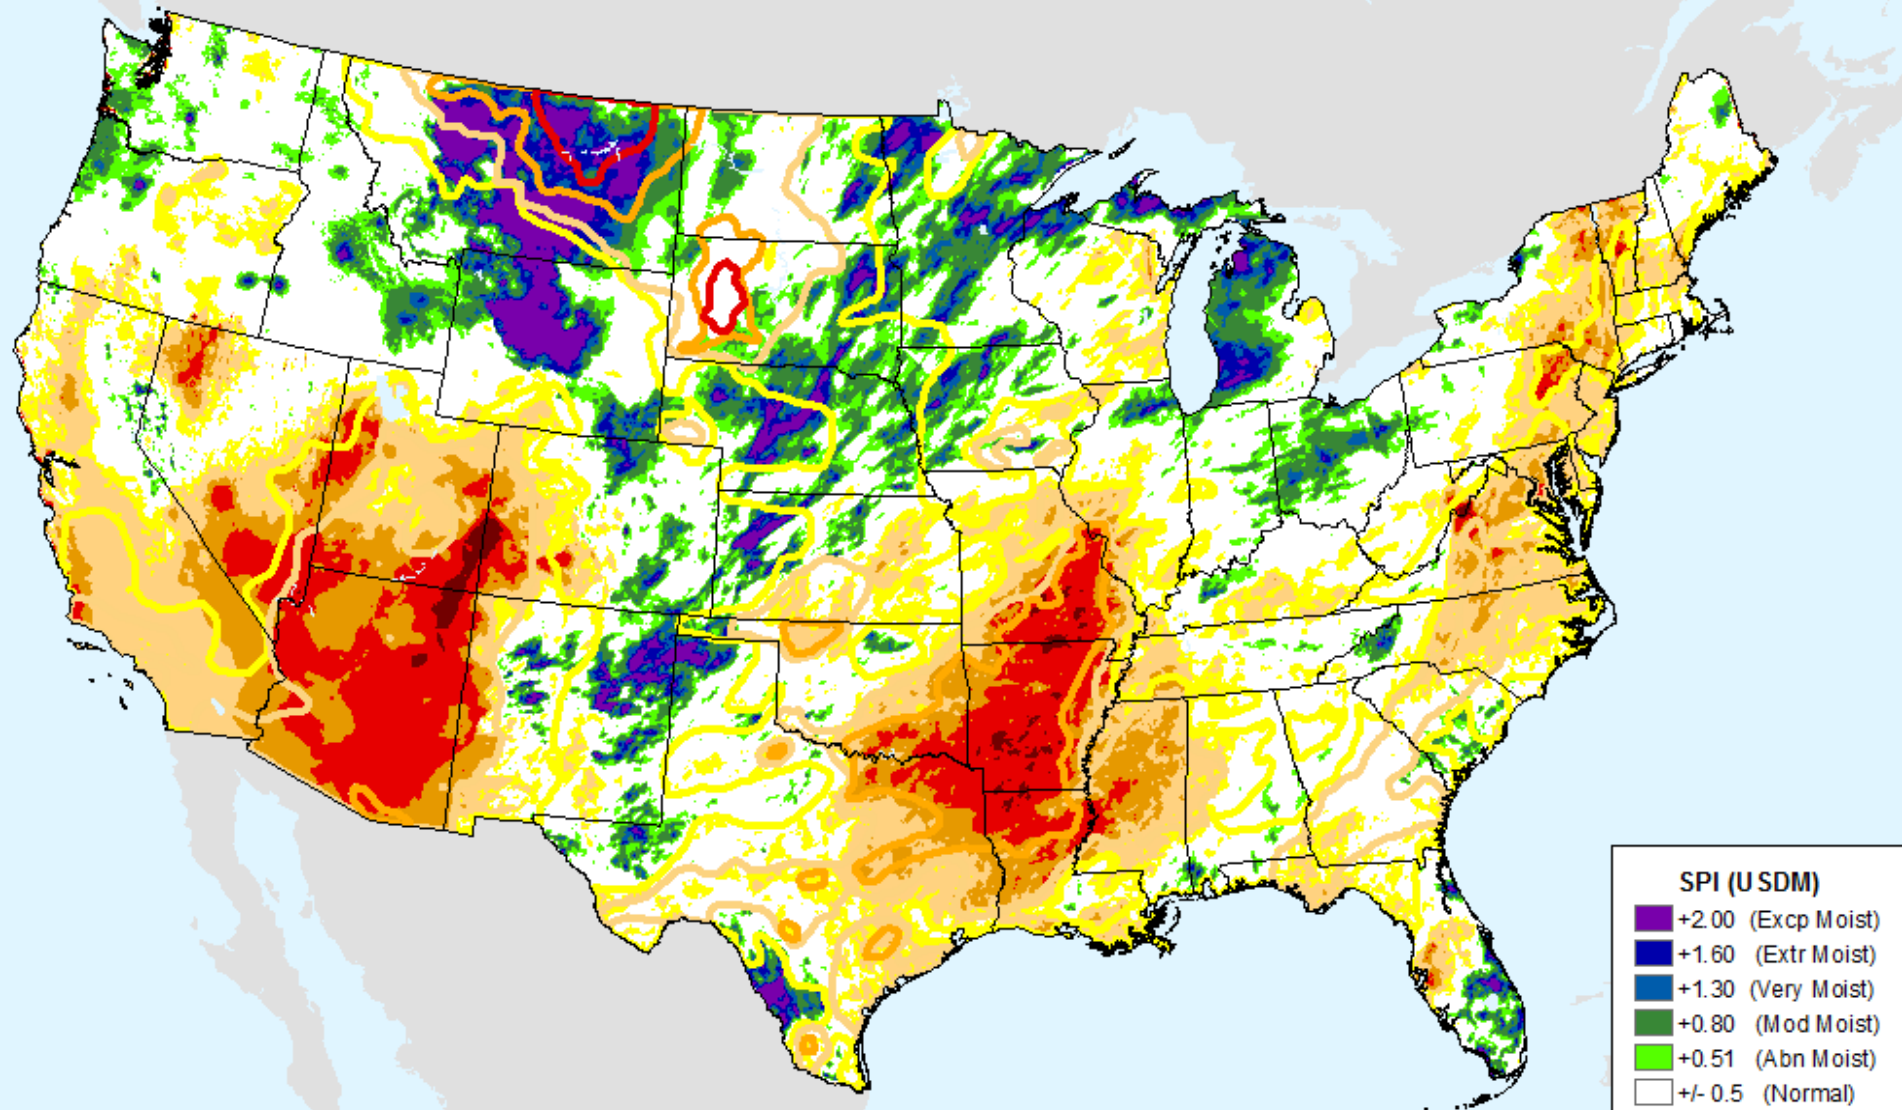 SPI (USDM)
+2.00 (Excp Moist)
+1.60 (Extr Moist)
+1.30 (Very Moist)
+0.80 (Mod Moist)
+0.51 (Abn Moist)
+/- 0.5 (Normal)